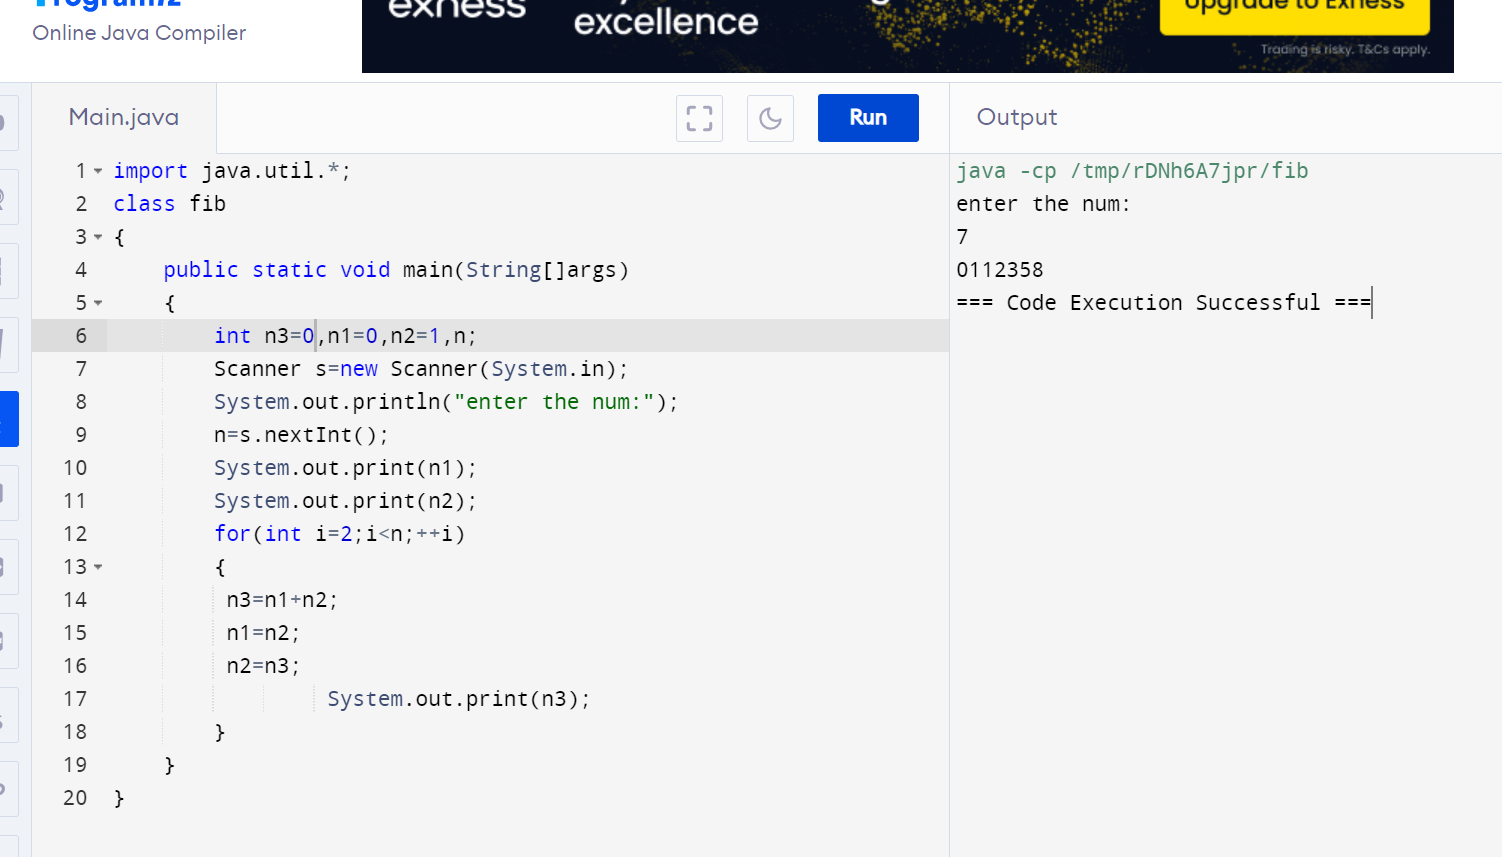 Programiz
Online Java Compiler
exness
excellence
Upgrade to Exness
Trading is risky. T&Cs apply.
Main.java
Run
Output
1 import java.util.*;
2 class fib
3 {
4 public static void main(String[]args)
5 {
6 int n3=0,n1=0,n2=1,n;
7 Scanner s=new Scanner(System.in);
8 System.out.println("enter the num:");
9 n=s.nextInt();
10 System.out.print(n1);
11 System.out.print(n2);
12 for(int i=2;i<n;++i)
13 {
14 n3=n1+n2;
15 n1=n2;
16 n2=n3;
17 System.out.print(n3);
18 }
19 }
20 }
java -cp /tmp/rDNh6A7jpr/fib
enter the num:
7
0112358
=== Code Execution Successful ===